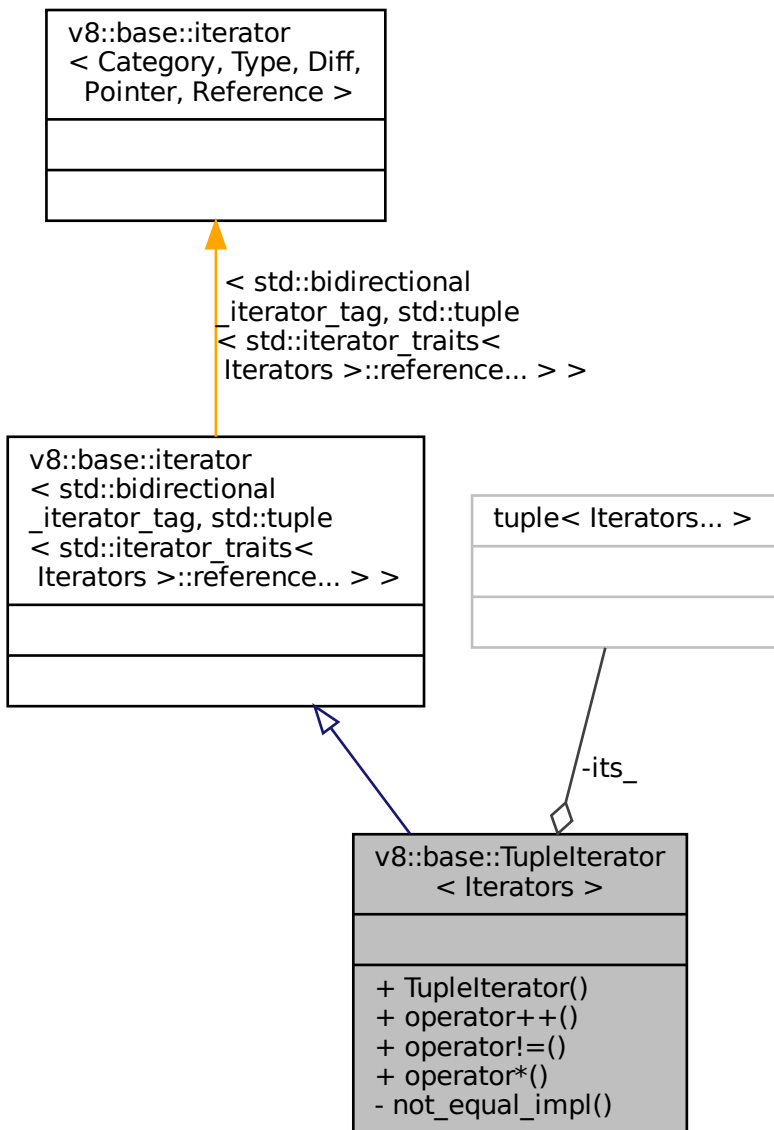 v8::base::iterator
< Category, Type, Diff,
Pointer, Reference >
< std::bidirectional
_iterator_tag, std::tuple
< std::iterator_traits<
Iterators >::reference... > >
v8::base::iterator
< std::bidirectional
_iterator_tag, std::tuple
< std::iterator_traits<
Iterators >::reference... > >
tuple< Iterators... >
-its_
v8::base::TupleIterator
< Iterators >
+ TupleIterator()
+ operator++()
+ operator!=()
+ operator*()
- not_equal_impl()